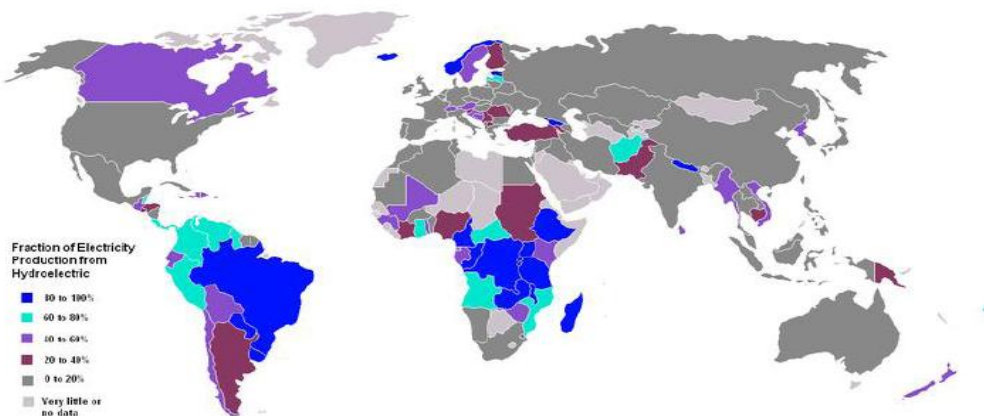 Fraction of Electricity
Production from
Hydroelectric
80 to 100%
60 to 80%
40 to 60%
20 to 40%
0 to 20%
Very little or
no data